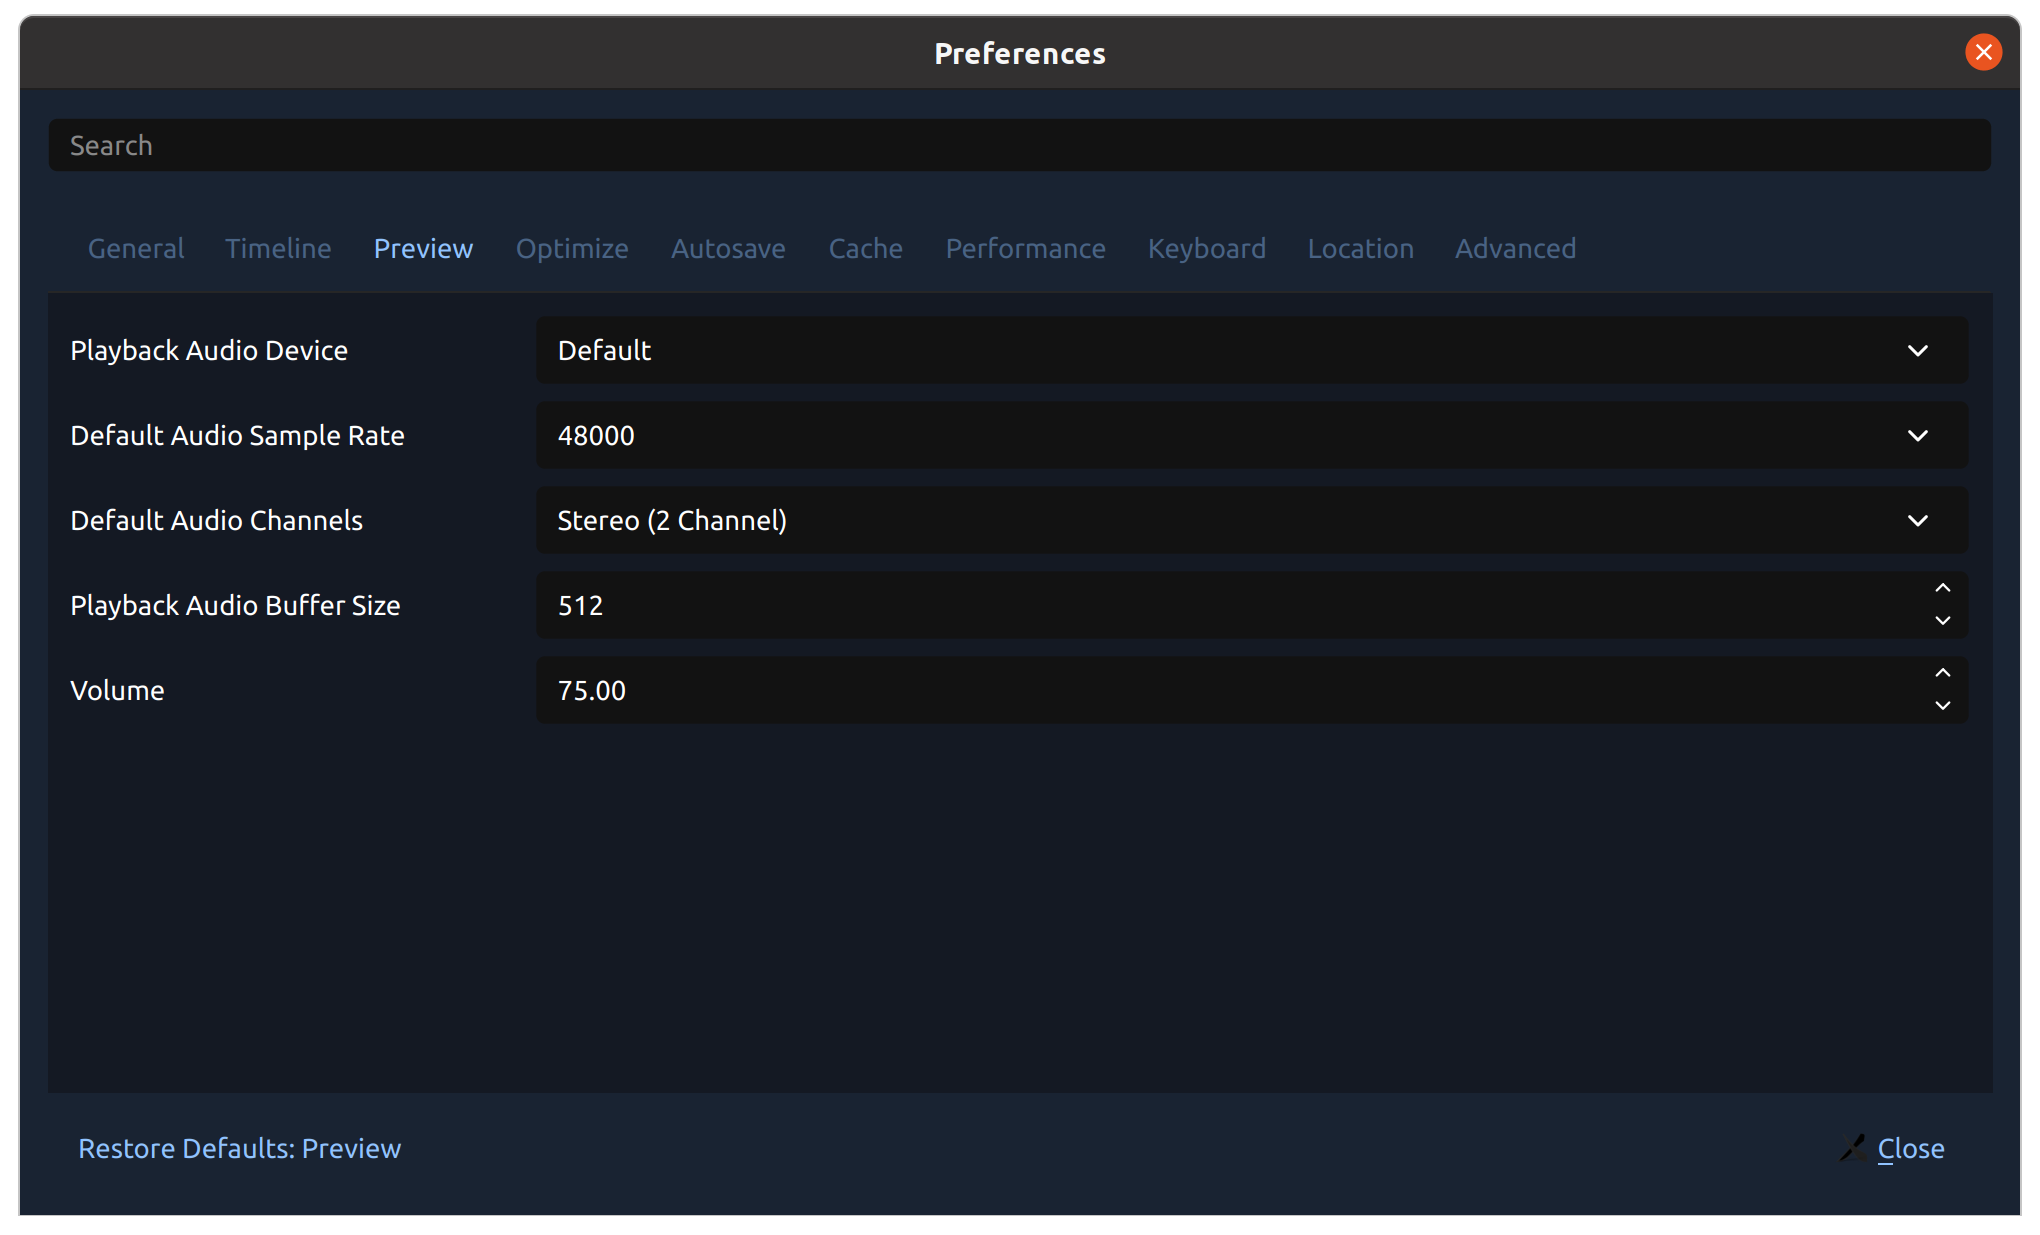 Preferences
Search
General Timeline Preview Optimize Autosave Cache Performance Keyboard Location Advanced
Playback Audio Device Default
Default Audio Sample Rate 48000
Default Audio Channels Stereo (2 Channel)
Playback Audio Buffer Size 512
Volume 75.00
Restore Defaults: Preview Close